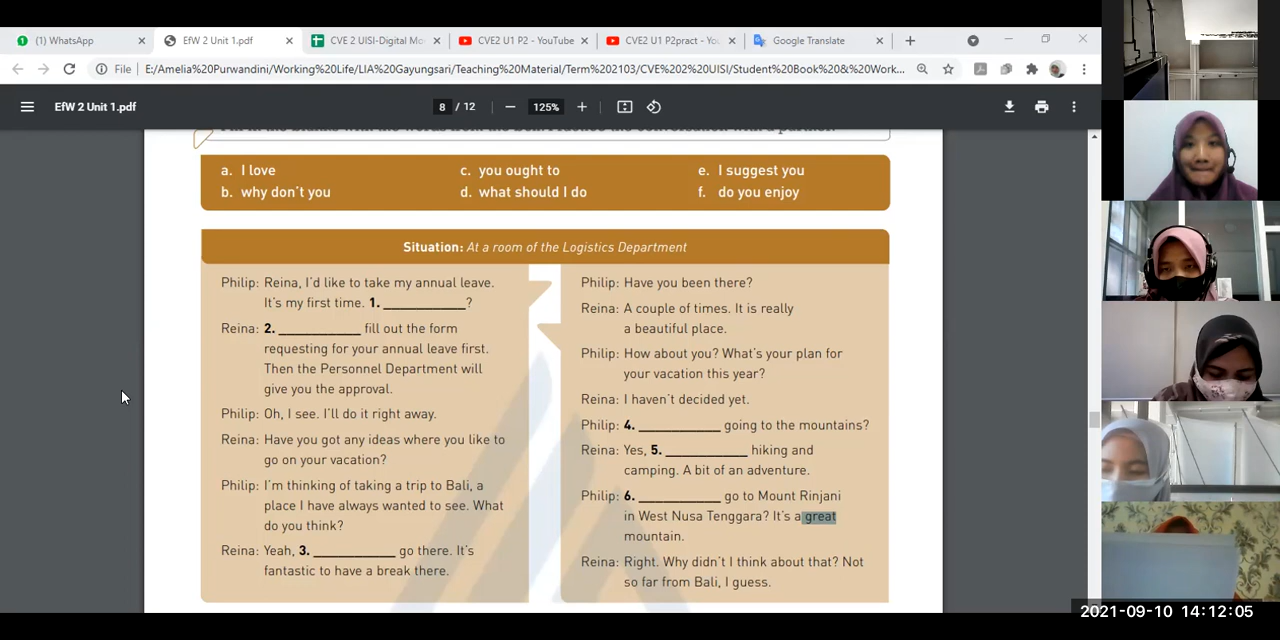 (1) WhatsApp
EfW 2 Unit 1.pdf
CVE 2 UISI-Digital Mo
CVE2 U1 P2 - YouTube
CVE2 U1 P2pract - You
Google Translate
File
E:/Amelia%20Purwandini/Working%20Life/LIA%20Gayungsari/Teaching%20Material/Term%202103/CVE%202%20UISI/Student%20Book%20&%20Work...
EfW 2 Unit 1.pdf
8 / 12
125%
a. I love
b. why don't you
c. you ought to
d. what should I do
e. I suggest you
f. do you enjoy
Situation: At a room of the Logistics Department
Philip: Reina, I'd like to take my annual leave.
It's my first time. 1. __________?
Reina: 2. __________ fill out the form
requesting for your annual leave first.
Then the Personnel Department will
give you the approval.
Philip: Oh, I see. I'll do it right away.
Reina: Have you got any ideas where you like to
go on your vacation?
Philip: I'm thinking of taking a trip to Bali, a
place I have always wanted to see. What
do you think?
Reina: Yeah, 3. __________ go there. It's
fantastic to have a break there.
Philip: Have you been there?
Reina: A couple of times. It is really
a beautiful place.
Philip: How about you? What's your plan for
your vacation this year?
Reina: I haven't decided yet.
Philip: 4. __________ going to the mountains?
Reina: Yes, 5. __________ hiking and
camping. A bit of an adventure.
Philip: 6. __________ go to Mount Rinjani
in West Nusa Tenggara? It's a great
mountain.
Reina: Right. Why didn't I think about that? Not
so far from Bali, I guess.
2021-09-10 14:12:05